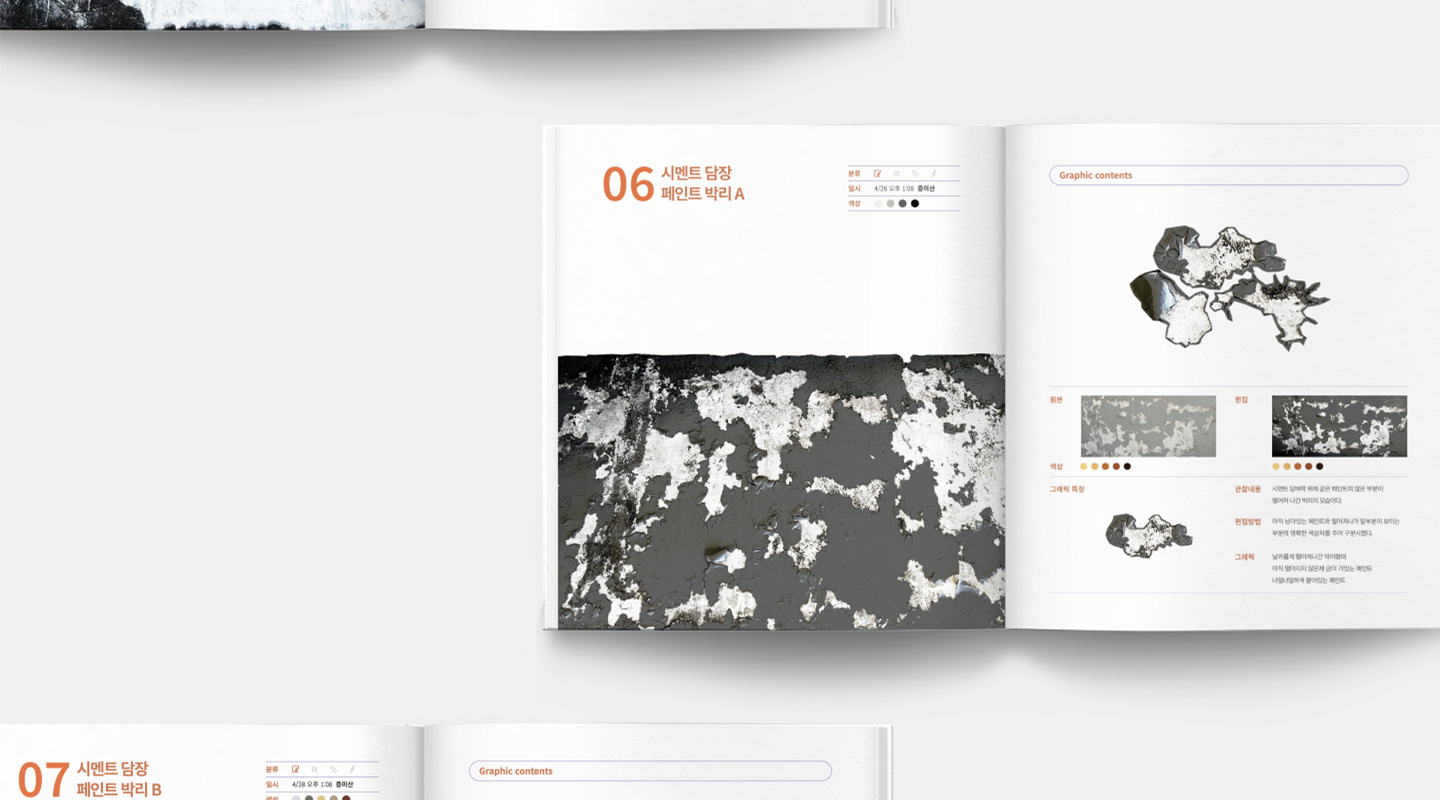 06
시멘트 담장
페인트 박리 A
분류
일시 4/28 오후 1:08 증미산
색상
Graphic contents
원본
편집
색상
그래픽 특징
관찰내용 시멘트 담벼락 위에 굳은 페인트의 많은 부분이
떨어져 나간 박리의 모습이다.
편집방법 아직 남아있는 페인트와 떨어져나가 밑부분이 보이는
부분의 명확한 색상차를 주어 구분시켰다.
그래픽 날카롭게 떨어져나간 박리형태
아직 떨어지지 않은채 금이 가있는 페인트
너덜너덜하게 붙어있는 페인트
07
시멘트 담장
페인트 박리 B
분류
일시 4/28 오후 1:08 증미산
색상
Graphic contents